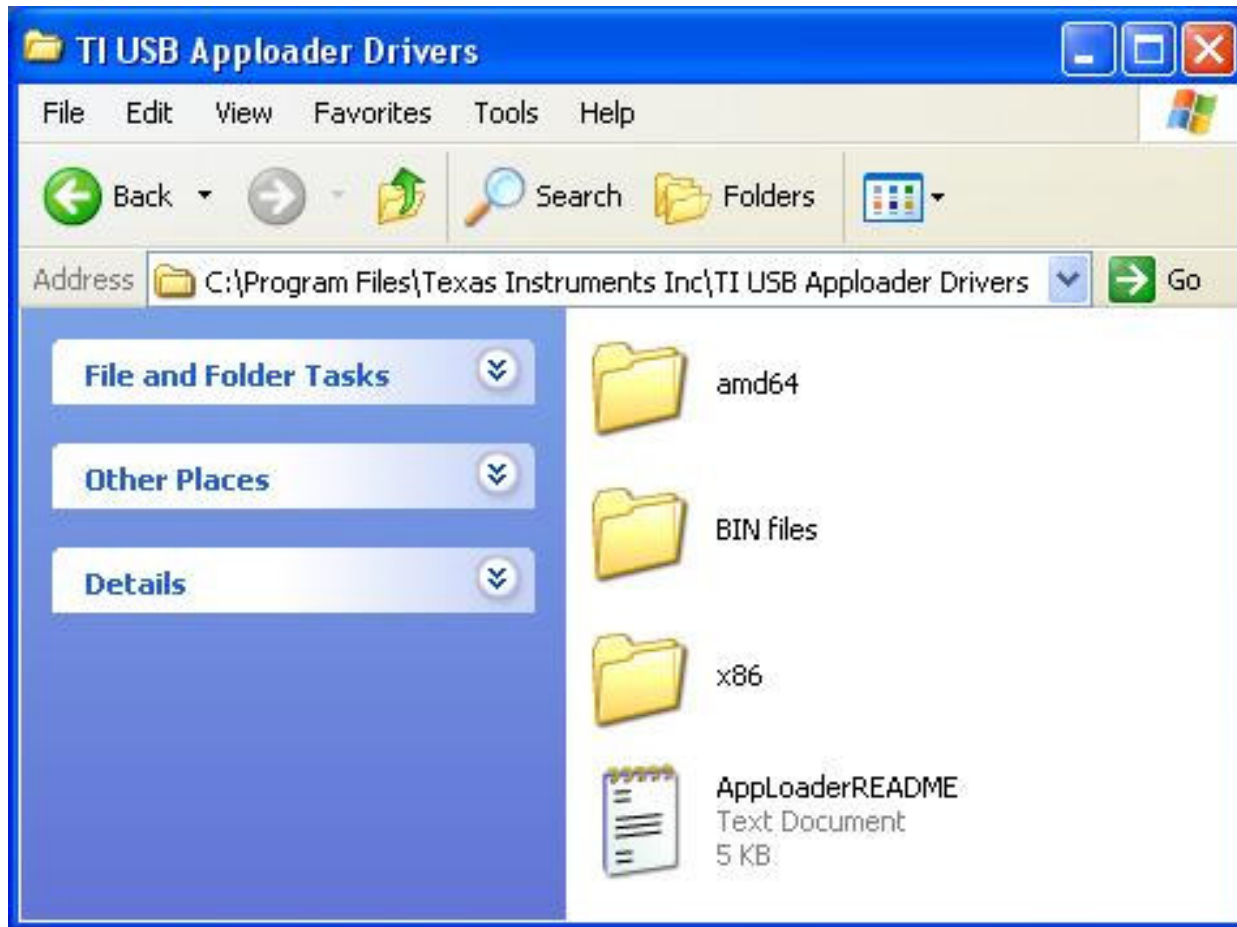 TI USB Apploader Drivers
File Edit View Favorites Tools Help
Back Search Folders
Address C:\Program Files\Texas Instruments Inc\TI USB Apploader Drivers Go
File and Folder Tasks
Other Places
Details
amd64
BIN files
x86
AppLoaderREADME
Text Document
5 KB